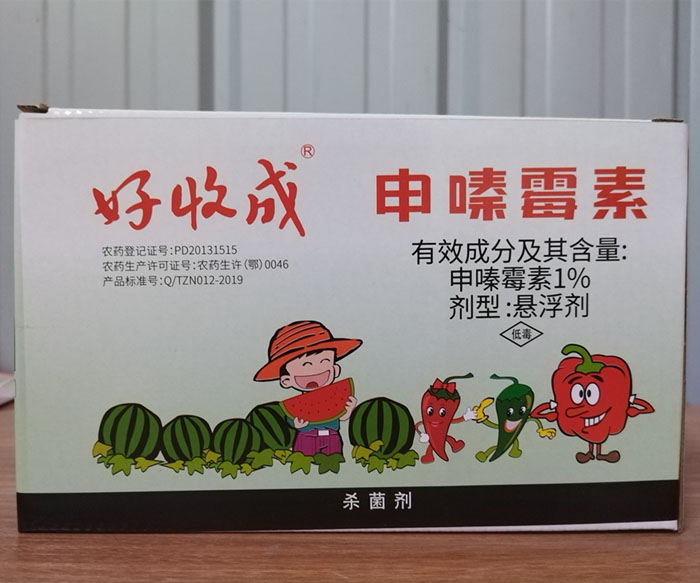 好收成®
申嗪霉素
农药登记证号:PD20131515
农药生产许可证号:农药生许(鄂)0046
产品标准号:Q/TZN012-2019
有效成分及其含量:
申嗪霉素1%
剂型:悬浮剂
低毒
杀菌剂